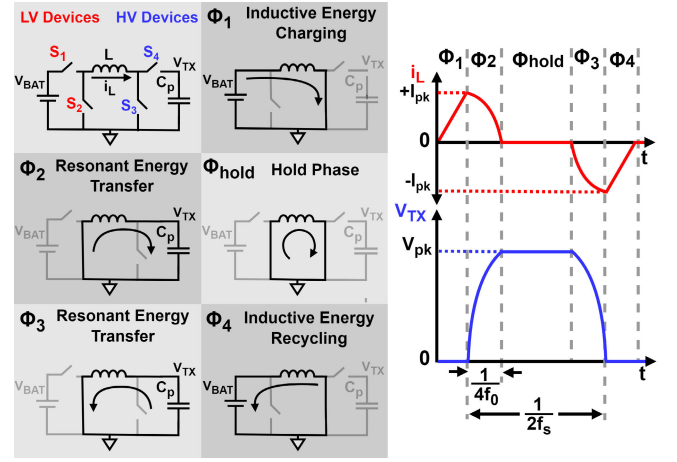 LV Devices HV Devices
S1 L S4 VTX
VBAT iL Cp
S2 S3
Φ1 Inductive Energy
Charging
VTX
VBAT Cp
Φ2 Resonant Energy
Transfer
VTX
VBAT Cp
Φhold Hold Phase
VTX
VBAT Cp
Φ3 Resonant Energy
Transfer
VTX
VBAT Cp
Φ4 Inductive Energy
Recycling
VTX
VBAT Cp
Φ1 Φ2 Φhold Φ3 Φ4
iL
+Ipk
0
t
-Ipk
VTX
Vpk
0
t
1
4f0
1
2fs